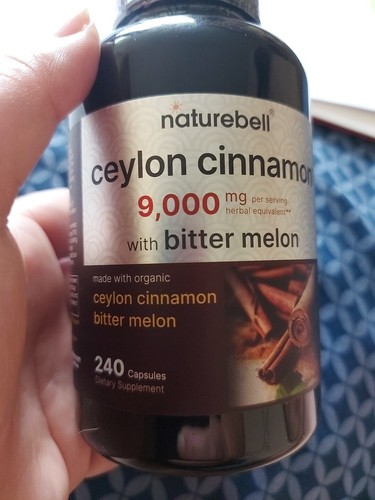 naturebell®
ceylon cinnamon
9,000 mg per serving
herbal equivalent**
with bitter melon
made with organic
ceylon cinnamon
bitter melon
240 Capsules
Dietary Supplement